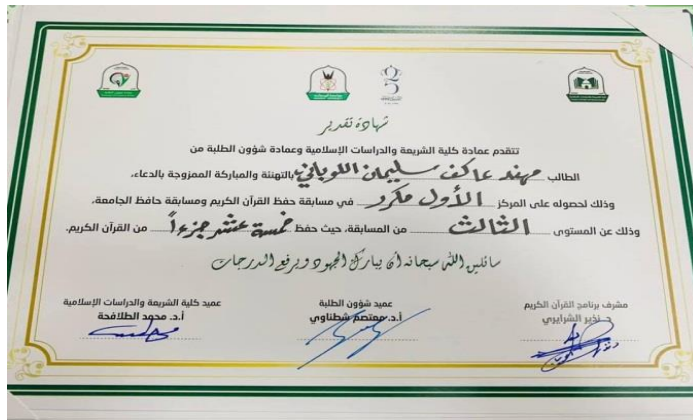 شهادة تقدير
تتقدم عمادة كلية الشريعة والدراسات الإسلامية وعمادة شؤون الطلبة من
الطالب مهند عاكف سليمان اللوباني بالتهنئة والمباركة الممزوجة بالدعاء،
وذلك لحصوله على المركز الأول مكرر في مسابقة حفظ القرآن الكريم ومسابقة حافظ الجامعة،
وذلك عن المستوى الثالث من المسابقة، حيث حفظ خمسة عشر جزءاً من القرآن الكريم.
سائلين الله سبحانه أن يبارك الجهود ويرفع الدرجات
مشرف برنامج القرآن الكريم
د. نذير الشرايري
عميد شؤون الطلبة
أ.د. معتصم شطناوي
عميد كلية الشريعة والدراسات الإسلامية
أ.د. محمد الطلافحة